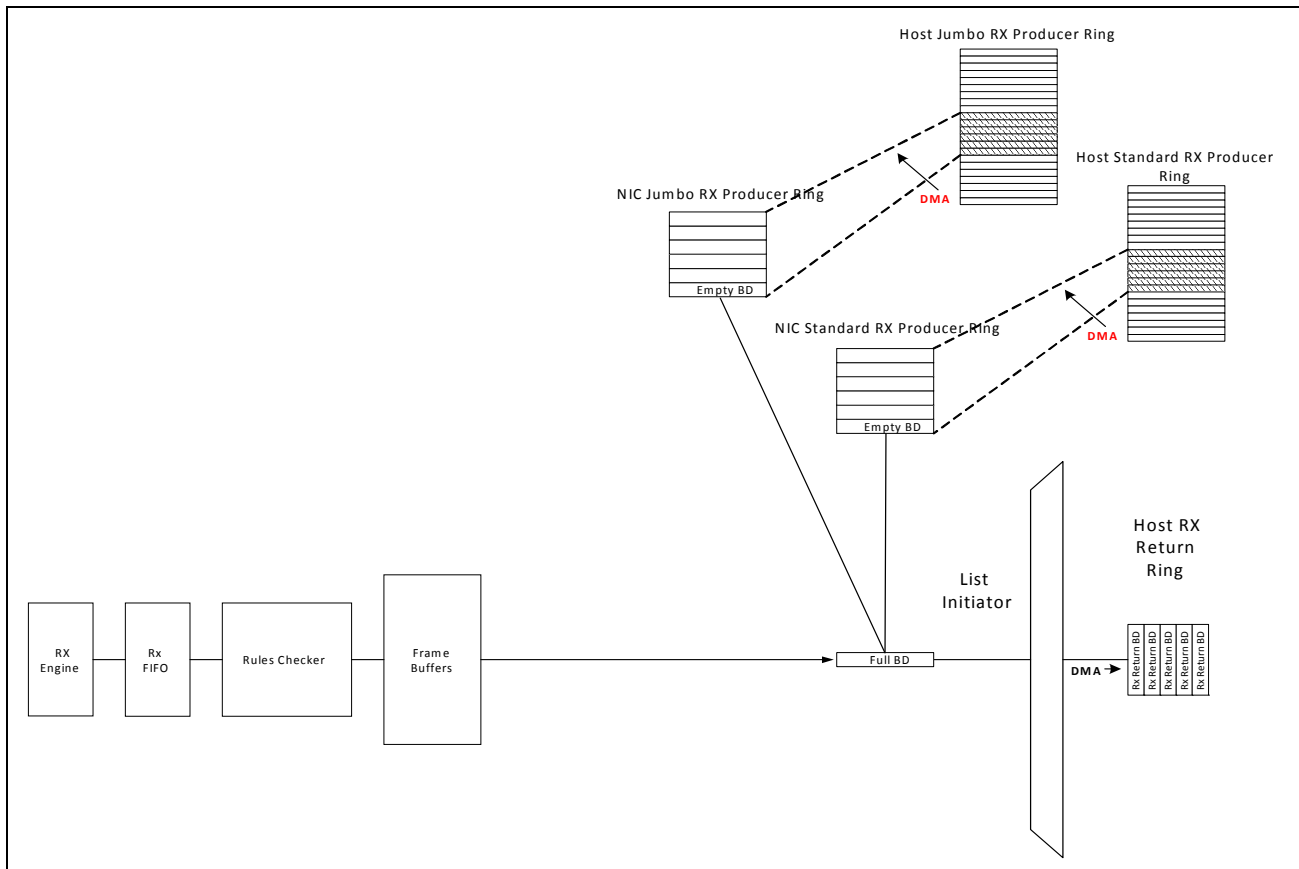 Host Jumbo RX Producer Ring
Host Standard RX Producer
Ring
NIC Jumbo RX Producer Ring
DMA
Empty BD
NIC Standard RX Producer Ring
DMA
Empty BD
Host RX
Return
Ring
List
Initiator
RX
Engine
Rx
FIFO
Rules Checker
Frame
Buffers
Full BD
DMA
Rx Return BD
Rx Return BD
Rx Return BD
Rx Return BD
Rx Return BD